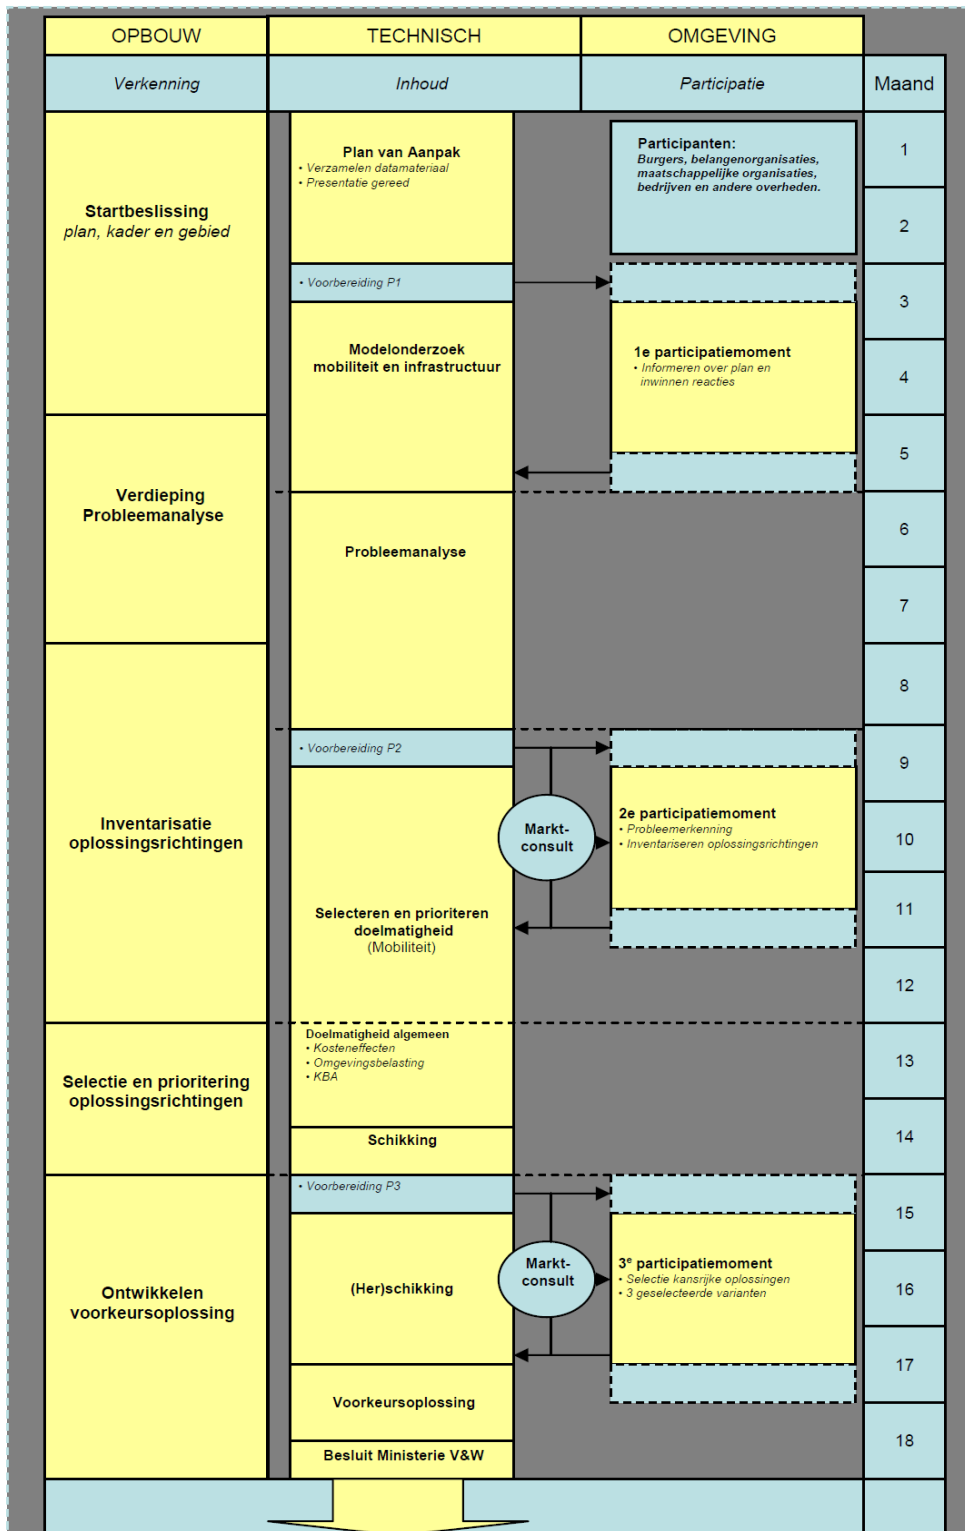 OPBOUW
TECHNISCH
OMGEVING
Verkenning
Inhoud
Participatie
Maand
Startbeslissing
plan, kader en gebied
Verdieping
Probleemanalyse
Inventarisatie
oplossingsrichtingen
Selectie en prioritering
oplossingsrichtingen
Ontwikkelen
voorkeursoplossing
Plan van Aanpak
• Verzamelen datamateriaal
• Presentatie gereed
• Voorbereiding P1
Modelonderzoek
mobiliteit en infrastructuur
Probleemanalyse
• Voorbereiding P2
Selecteren en prioriteren
doelmatigheid
(Mobiliteit)
Doelmatigheid algemeen
• Kosteneffecten
• Omgevingsbelasting
• KBA
Schikking
• Voorbereiding P3
(Her)schikking
Voorkeursoplossing
Besluit Ministerie V&W
Markt-
consult
Markt-
consult
Participanten:
Burgers, belangenorganisaties,
maatschappelijke organisaties,
bedrijven en andere overheden.
1e participatiemoment
• Informeren over plan en
inwinnen reacties
2e participatiemoment
• Probleemerkenning
• Inventariseren oplossingsrichtingen
3e participatiemoment
• Selectie kansrijke oplossingen
• 3 geselecteerde varianten
1
2
3
4
5
6
7
8
9
10
11
12
13
14
15
16
17
18